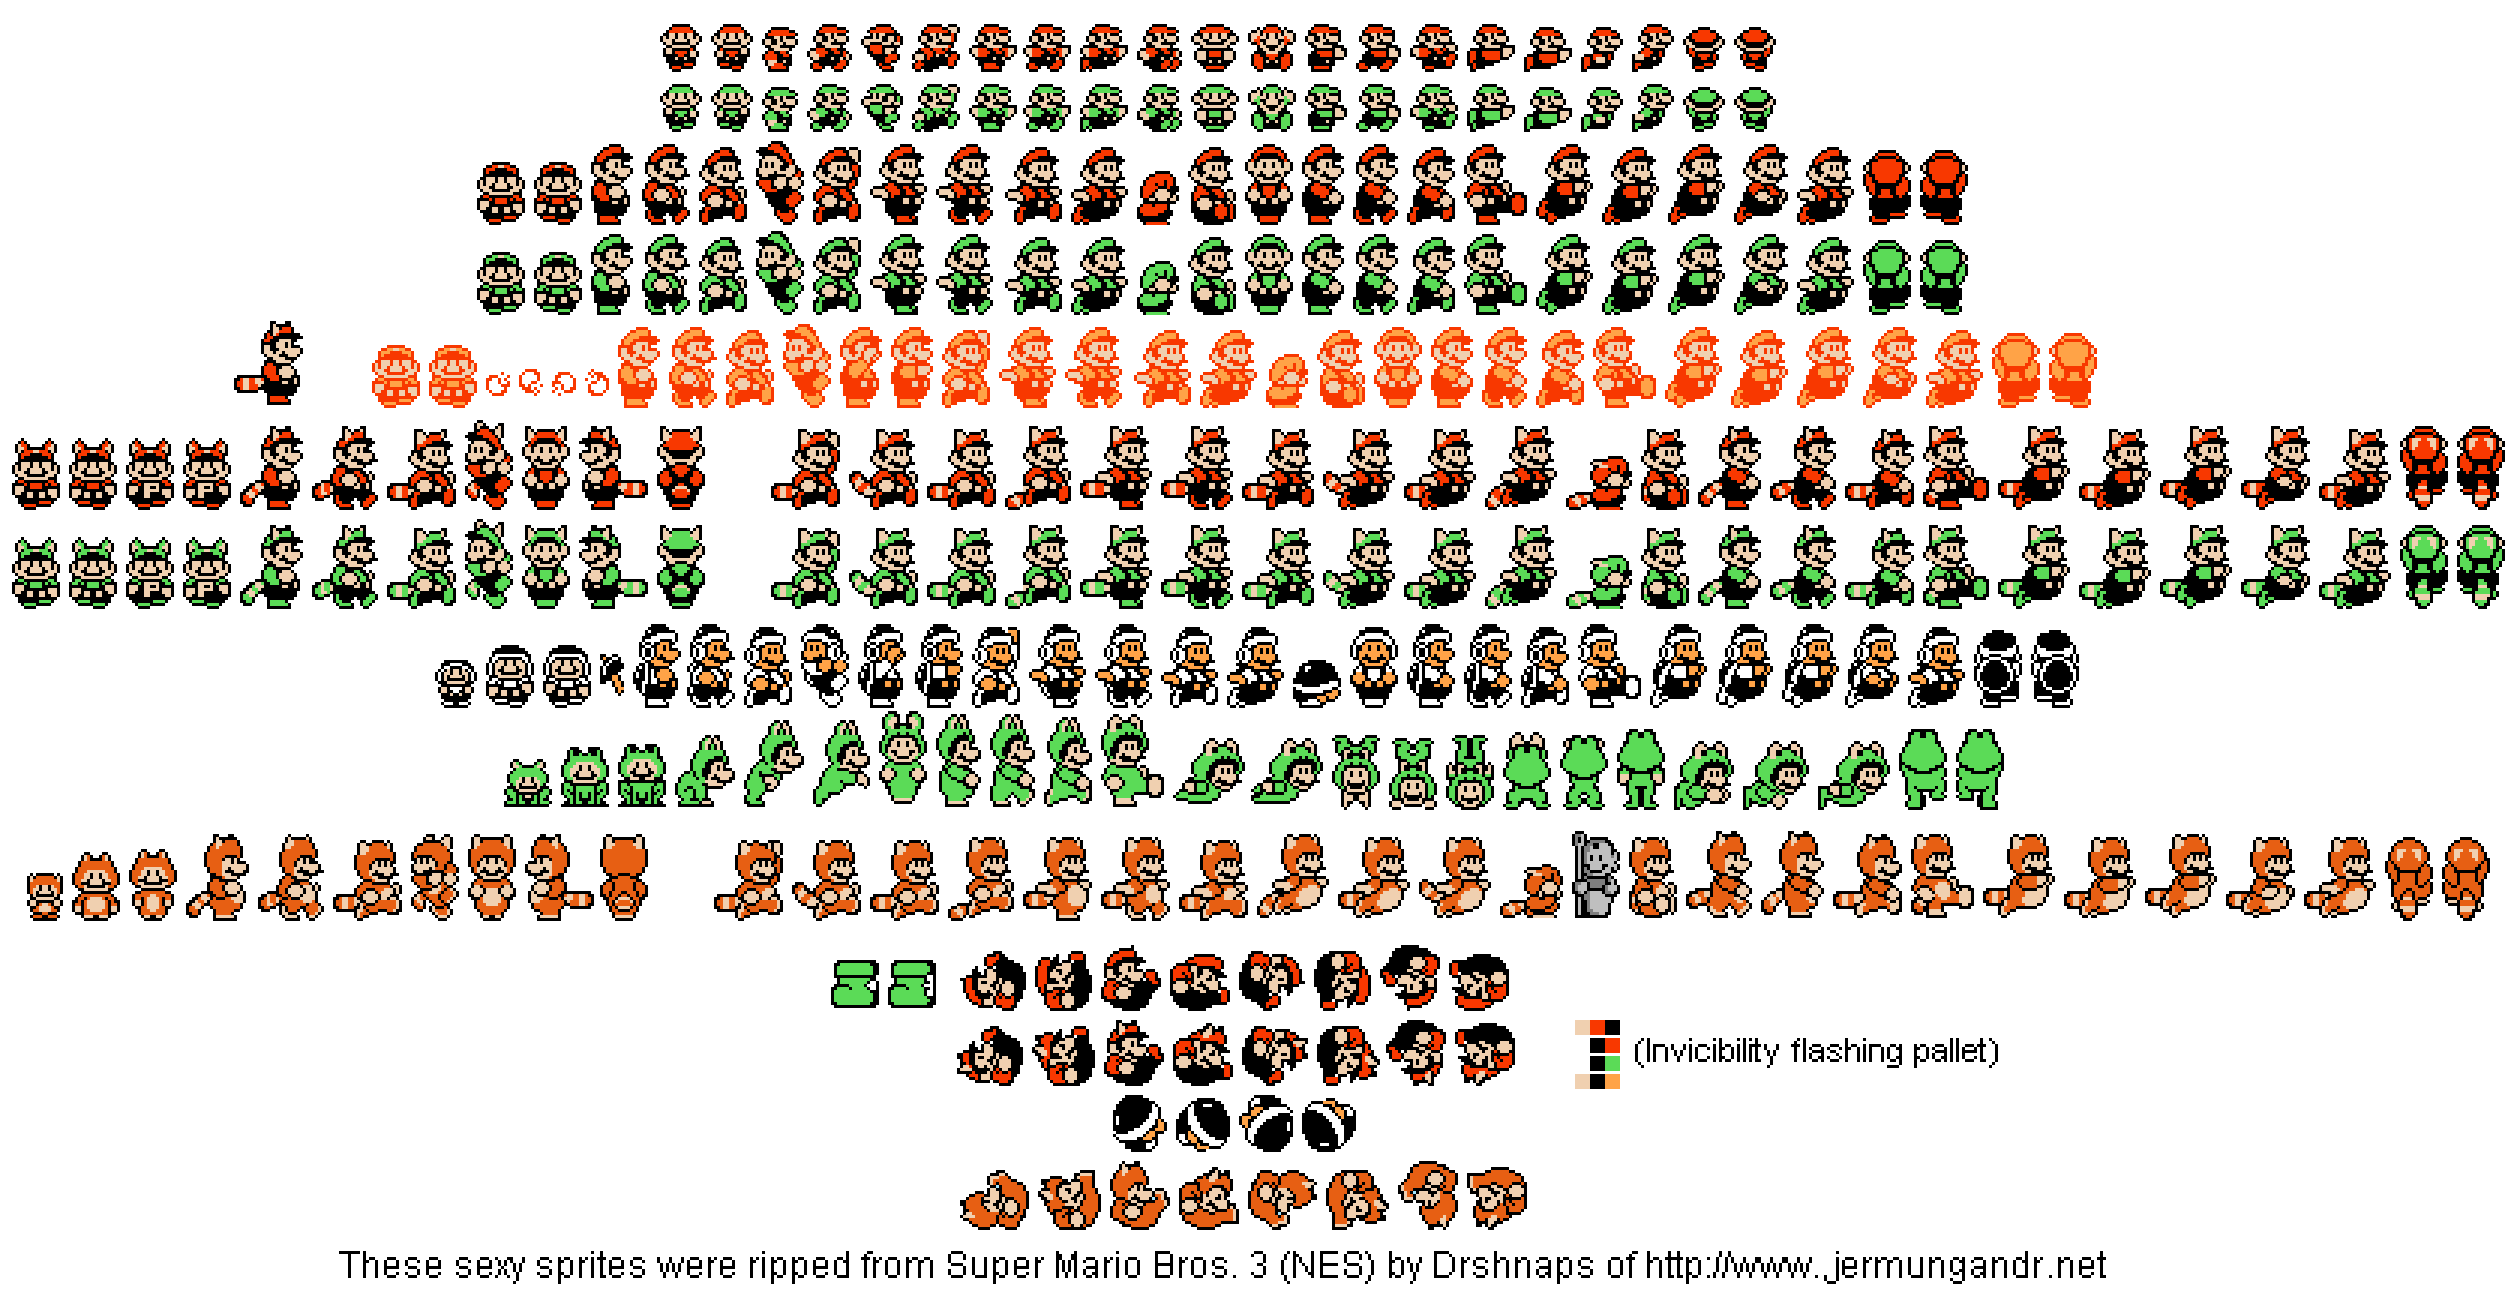 (Invicibility flashing pallet)
These sexy sprites were ripped from Super Mario Bros. 3 (NES) by Drshnaps of http://www.jermungandr.net